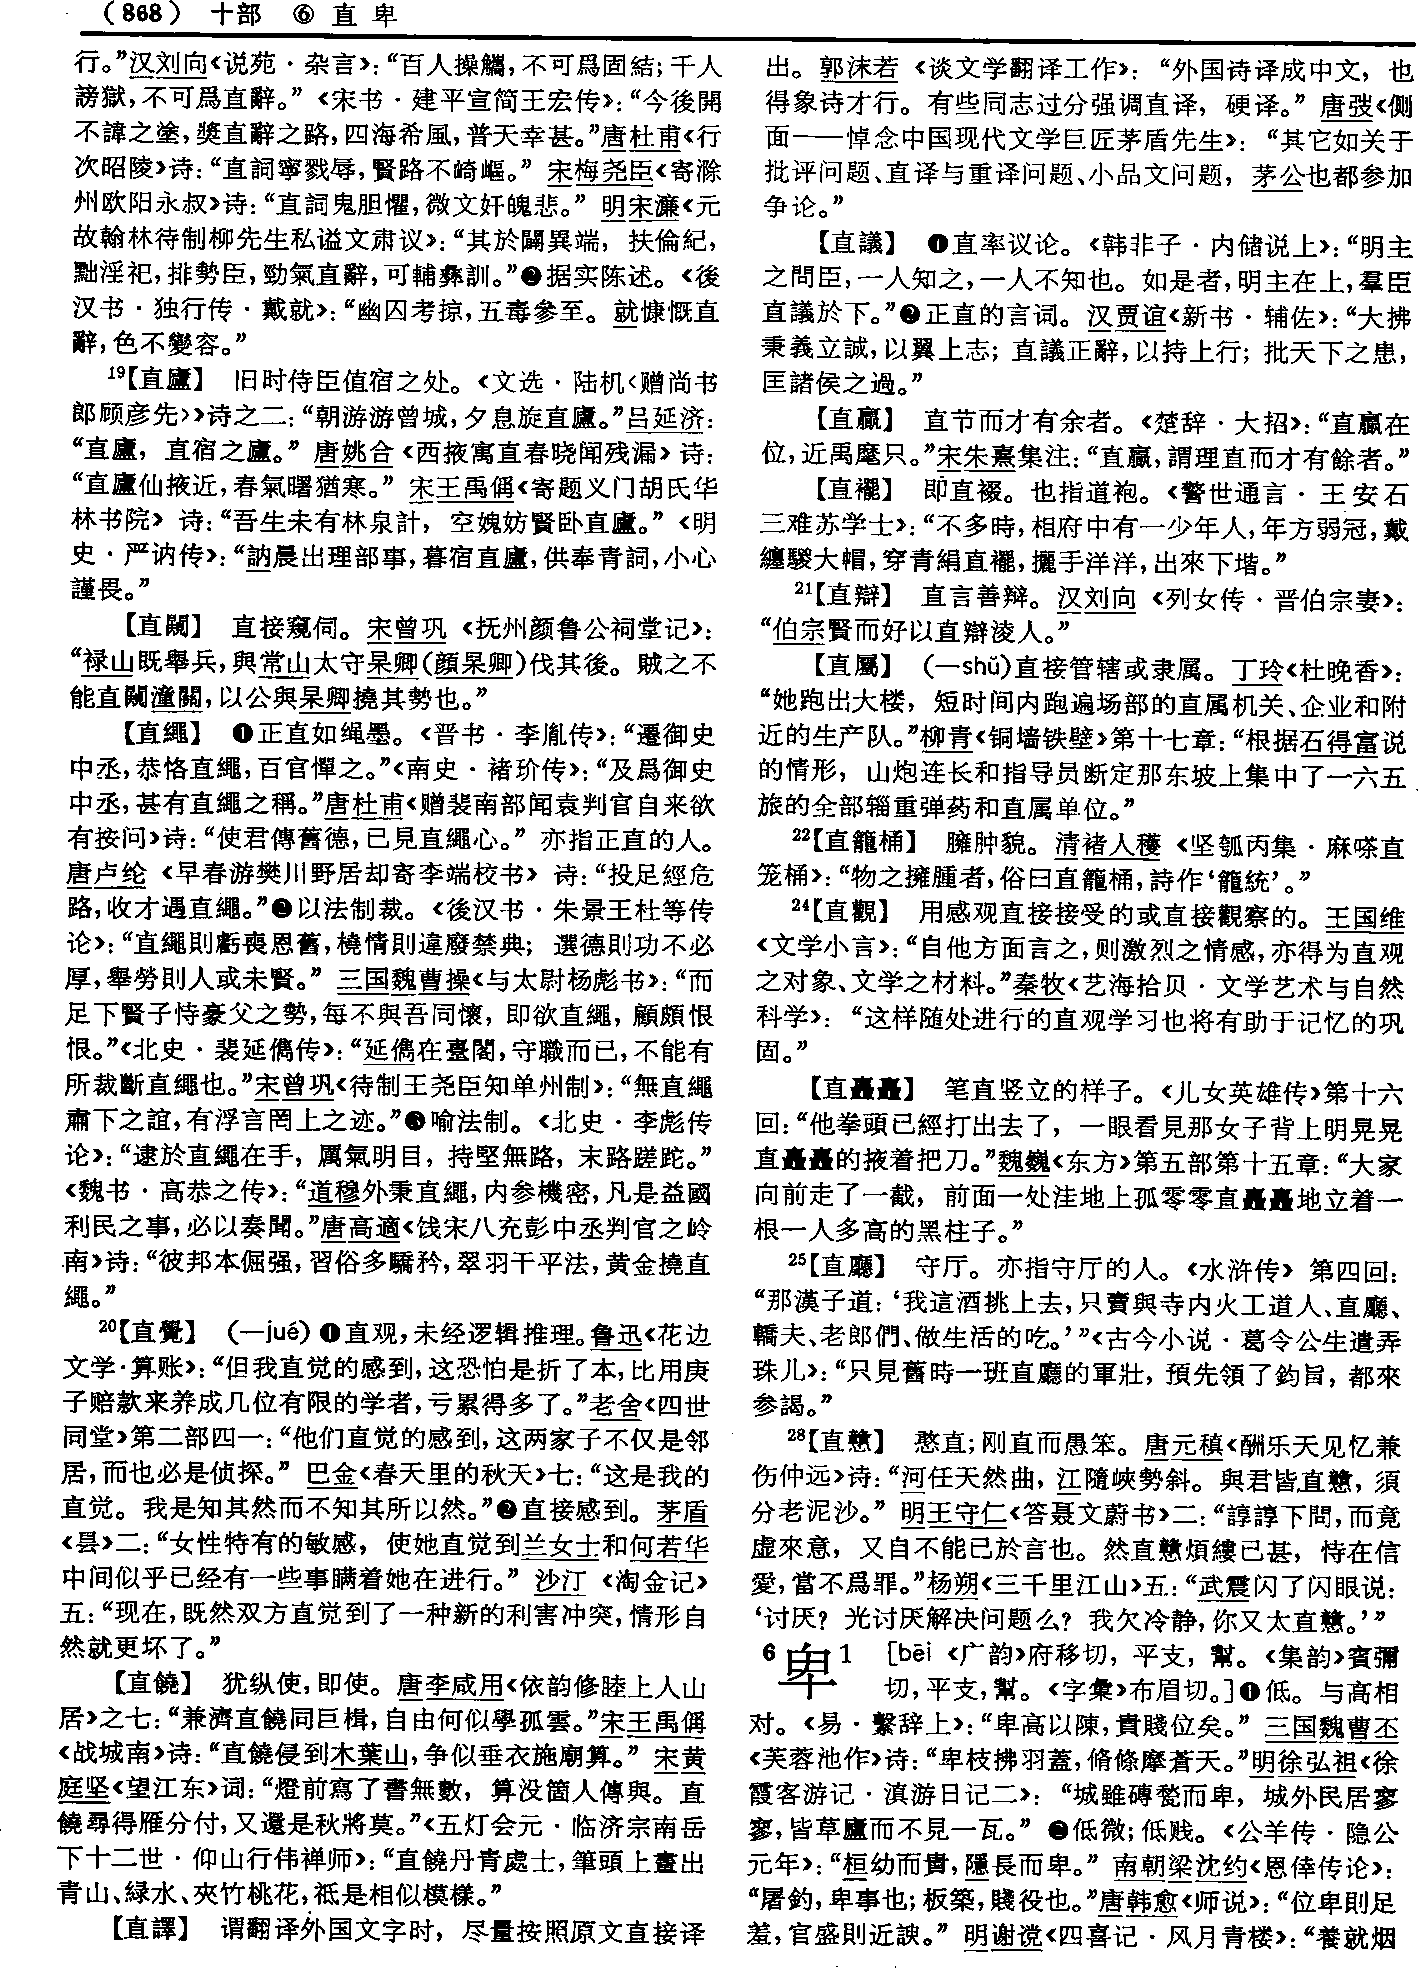 （868） 十部 ⑥ 直 卑
行。”汉刘向《说苑·杂言》：“百人操觿，不可爲固結；千人
謗獄，不可爲直辭。”《宋书·建平宣简王宏传》：“今後開
不諱之塗，奬直辭之路，四海希風，普天幸甚。”唐杜甫《行
次昭陵》诗：“直詞寧戮辱，賢路不崎嶇。” 宋梅尧臣《寄滁
州欧阳永叔》诗：“直詞鬼胆懼，微文奸魄悲。” 明宋濂《元
故翰林待制柳先生私谥文肃议》：“其於闢異端，扶倫紀，
黜淫祀，排勢臣，勁氣直辭，可輔彝訓。”❷据实陈述。《後
汉书·独行传·戴就》：“幽囚考掠，五毒參至。就慷慨直
辭，色不變容。”
19【直廬】 旧时侍臣值宿之处。《文选·陆机〈赠尚书
郎顾彦先〉》诗之二：“朝游游曾城，夕息旋直廬。”吕延济：
“直廬，直宿之廬。” 唐姚合《西掖寓直春晓闻残漏》诗：
“直廬仙掖近，春氣曙猶寒。” 宋王禹偁《寄题义门胡氏华
林书院》 诗：“吾生未有林泉計，空媿妨賢卧直廬。”《明
史·严讷传》：“訥晨出理部事，暮宿直廬，供奉青詞，小心
謹畏。”
【直闚】 直接窥伺。宋曾巩《抚州颜鲁公祠堂记》：
“禄山既舉兵，與常山太守杲卿（顔杲卿）伐其後。賊之不
能直闚潼關，以公與杲卿撓其勢也。”
【直繩】 ❶正直如绳墨。《晋书·李胤传》：“遷御史
中丞，恭恪直繩，百官憚之。”《南史·褚玠传》：“及爲御史
中丞，甚有直繩之稱。”唐杜甫《赠裴南部闻袁判官自来欲
有按问》诗：“使君傳舊德，已見直繩心。” 亦指正直的人。
唐卢纶《早春游樊川野居却寄李端校书》 诗：“投足經危
路，收才遇直繩。”❷以法制裁。《後汉书·朱景王杜等传
论》：“直繩則虧喪恩舊，橈情則違廢禁典；選德則功不必
厚，舉勞則人或未賢。” 三国魏曹操《与太尉杨彪书》：“而
足下賢子恃豪父之勢，每不與吾同懷，即欲直繩，顧頗恨
恨。”《北史·裴延儁传》：“延儁在臺閣，守職而已，不能有
所裁斷直繩也。”宋曾巩《待制王尧臣知单州制》：“無直繩
肅下之誼，有浮言罔上之迹。”❸喻法制。《北史·李彪传
论》：“逮於直繩在手，厲氣明目，持堅無路，末路蹉跎。”
《魏书·高恭之传》：“道穆外秉直繩，内参機密，凡是益國
利民之事，必以奏聞。”唐高適《饯宋八充彭中丞判官之岭
南》诗：“彼邦本倔强，習俗多驕矜，翠羽干平法，黄金撓直
繩。”
20【直覺】 （—jué）❶直观，未经逻辑推理。鲁迅《花边
文学·算账》：“但我直觉的感到，这恐怕是折了本，比用庚
子赔款来养成几位有限的学者，亏累得多了。”老舍《四世
同堂》第二部四一：“他们直觉的感到，这两家子不仅是邻
居，而也必是侦探。” 巴金《春天里的秋天》七：“这是我的
直觉。我是知其然而不知其所以然。”❷直接感到。茅盾
《昙》二：“女性特有的敏感，使她直觉到兰女士和何若华
中间似乎已经有一些事瞒着她在进行。” 沙汀《淘金记》
五：“现在，既然双方直觉到了一种新的利害冲突，情形自
然就更坏了。”
【直饒】 犹纵使，即使。唐李咸用《依韵修睦上人山
居》之七：“兼濟直饒同巨楫，自由何似學孤雲。”宋王禹偁
《战城南》诗：“直饒侵到木葉山，争似垂衣施廟算。” 宋黄
庭坚《望江东》词：“燈前寫了書無數，算没箇人傳與。直
饒尋得雁分付，又還是秋將莫。”《五灯会元·临济宗南岳
下十二世·仰山行伟禅师》：“直饒丹青處士，筆頭上畫出
青山、緑水、夾竹桃花，祗是相似模樣。”
【直譯】 谓翻译外国文字时，尽量按照原文直接译
出。郭沫若《谈文学翻译工作》：“外国诗译成中文，也
得象诗才行。有些同志过分强调直译，硬译。” 唐弢《侧
面——悼念中国现代文学巨匠茅盾先生》：“其它如关于
批评问题、直译与重译问题、小品文问题，茅公也都参加
争论。”
【直議】 ❶直率议论。《韩非子·内储说上》：“明主
之問臣，一人知之，一人不知也。如是者，明主在上，羣臣
直議於下。”❷正直的言词。汉贾谊《新书·辅佐》：“大拂
秉義立誠，以翼上志；直議正辭，以持上行；批天下之患，
匡諸侯之過。”
【直贏】 直节而才有余者。《楚辞·大招》：“直贏在
位，近禹麾只。”宋朱熹集注：“直贏，謂理直而才有餘者。”
【直襬】 即直裰。也指道袍。《警世通言·王安石
三难苏学士》：“不多時，相府中有一少年人，年方弱冠，戴
纏騣大帽，穿青絹直襬，攞手洋洋，出來下堦。”
21【直辯】 直言善辩。汉刘向《列女传·晋伯宗妻》：
“伯宗賢而好以直辯淩人。”
【直屬】 （—shǔ）直接管辖或隶属。丁玲《杜晚香》：
“她跑出大楼，短时间内跑遍场部的直属机关、企业和附
近的生产队。”柳青《铜墙铁壁》第十七章：“根据石得富说
的情形，山炮连长和指导员断定那东坡上集中了一六五
旅的全部辎重弹药和直属单位。”
22【直籠桶】 臃肿貌。清褚人穫《坚瓠丙集·麻嗏直
笼桶》：“物之擁腫者，俗曰直籠桶，詩作‘籠統’。”
24【直觀】 用感观直接接受的或直接觀察的。王国维
《文学小言》：“自他方面言之，则激烈之情感，亦得为直观
之对象、文学之材料。”秦牧《艺海拾贝·文学艺术与自然
科学》：“这样随处进行的直观学习也将有助于记忆的巩
固。”
【直矗矗】 笔直竖立的样子。《儿女英雄传》第十六
回：“他拳頭已經打出去了，一眼看見那女子背上明晃晃
直矗矗的掖着把刀。”魏巍《东方》第五部第十五章：“大家
向前走了一截，前面一处洼地上孤零零直矗矗地立着一
根一人多高的黑柱子。”
25【直廳】 守厅。亦指守厅的人。《水浒传》 第四回：
“那漢子道：‘我這酒挑上去，只賣與寺内火工道人、直廳、
轎夫、老郎們、做生活的吃。’”《古今小说·葛令公生遣弄
珠儿》：“只見舊時一班直廳的軍壯，預先領了鈞旨，都來
参謁。”
28【直戇】 憨直；刚直而愚笨。唐元稹《酬乐天见忆兼
伤仲远》诗：“河任天然曲，江隨峽勢斜。與君皆直戇，須
分老泥沙。” 明王守仁《答聂文蔚书》二：“諄諄下問，而竟
虚來意，又自不能已於言也。然直戇煩縷已甚，恃在信
愛，當不爲罪。”杨朔《三千里江山》五：“武震闪了闪眼说：
‘讨厌？光讨厌解决问题么？我欠冷静，你又太直戇。’”
6卑1 ［bēi《广韵》府移切，平支，幫。《集韵》賓彌
切，平支，幫。《字彙》布眉切。］❶低。与高相
对。《易·繫辞上》：“卑高以陳，貴賤位矣。” 三国魏曹丕
《芙蓉池作》诗：“卑枝拂羽蓋，脩條摩蒼天。”明徐弘祖《徐
霞客游记·滇游日记二》：“城雖磚甃而卑，城外民居寥
寥，皆草廬而不見一瓦。” ❷低微；低贱。《公羊传·隐公
元年》：“桓幼而貴，隱長而卑。” 南朝梁沈约《恩倖传论》：
“屠釣，卑事也；板築，賤役也。”唐韩愈《师说》：“位卑則足
羞，官盛則近諛。” 明谢谠《四喜记·风月青楼》：“養就烟